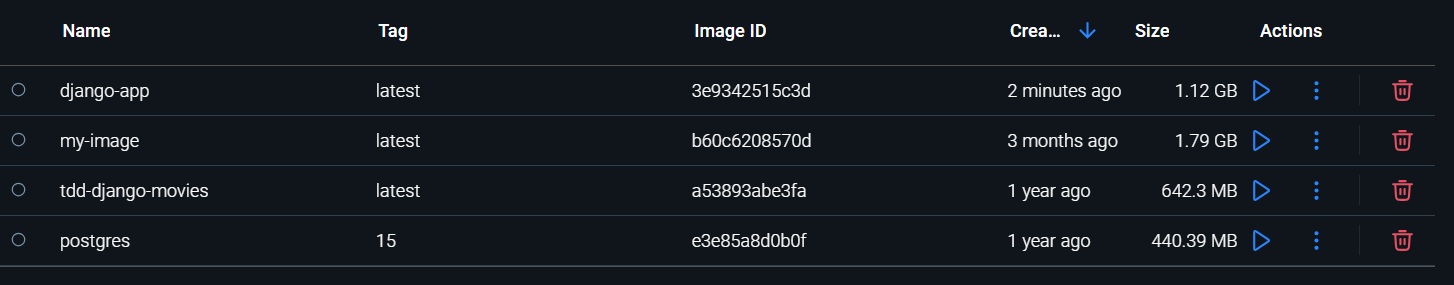 Name Tag Image ID Crea... Size Actions
django-app latest 3e9342515c3d 2 minutes ago 1.12 GB
my-image latest b60c6208570d 3 months ago 1.79 GB
tdd-django-movies latest a53893abe3fa 1 year ago 642.3 MB
postgres 15 e3e85a8d0b0f 1 year ago 440.39 MB